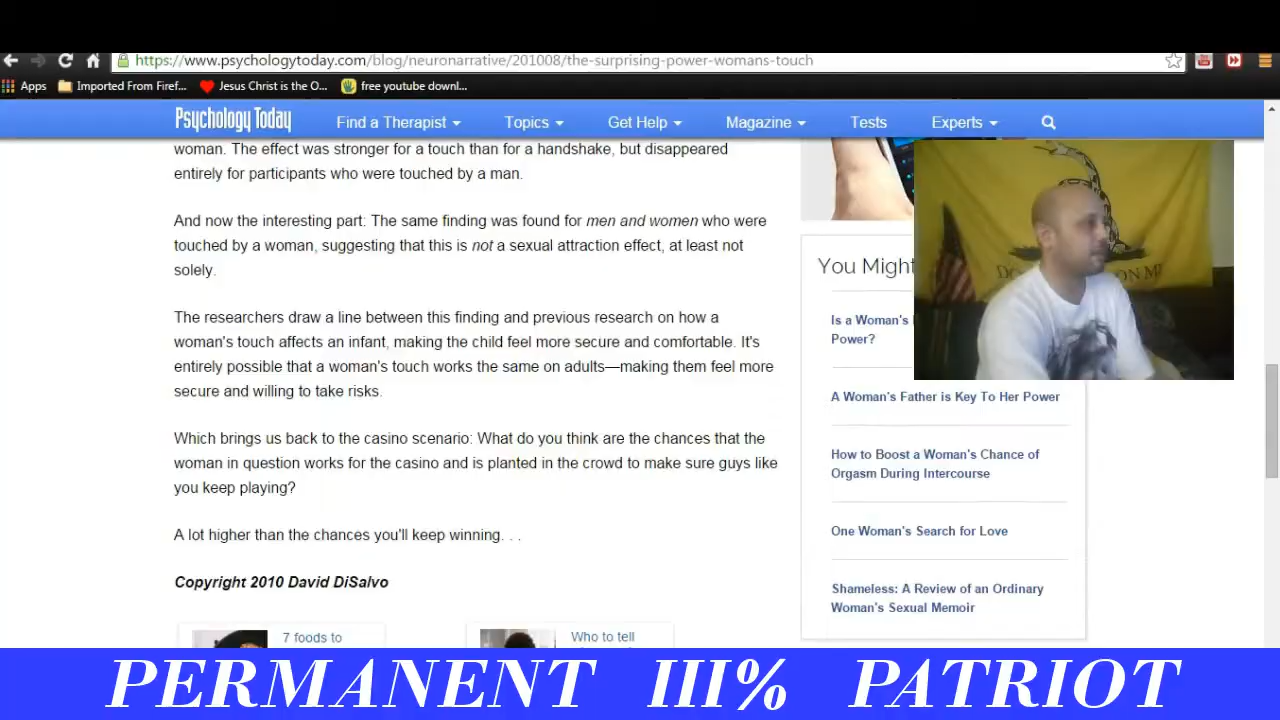 https://www.psychologytoday.com/blog/neuronarrative/201008/the-surprising-power-womans-touch
Apps Imported From Firef... Jesus Christ is the O... free youtube downl...
Psychology Today Find a Therapist Topics Get Help Magazine Tests Experts
woman. The effect was stronger for a touch than for a handshake, but disappeared
entirely for participants who were touched by a man.
And now the interesting part: The same finding was found for men and women who were
touched by a woman, suggesting that this is not a sexual attraction effect, at least not
solely.
The researchers draw a line between this finding and previous research on how a
woman's touch affects an infant, making the child feel more secure and comfortable. It's
entirely possible that a woman's touch works the same on adults—making them feel more
secure and willing to take risks.
Which brings us back to the casino scenario: What do you think are the chances that the
woman in question works for the casino and is planted in the crowd to make sure guys like
you keep playing?
A lot higher than the chances you'll keep winning. . .
Copyright 2010 David DiSalvo
7 foods to
Who to tell
You Might
Is a Woman's
Power?
A Woman's Father is Key To Her Power
How to Boost a Woman's Chance of
Orgasm During Intercourse
One Woman's Search for Love
Shameless: A Review of an Ordinary
Woman's Sexual Memoir
PERMANENT III% PATRIOT